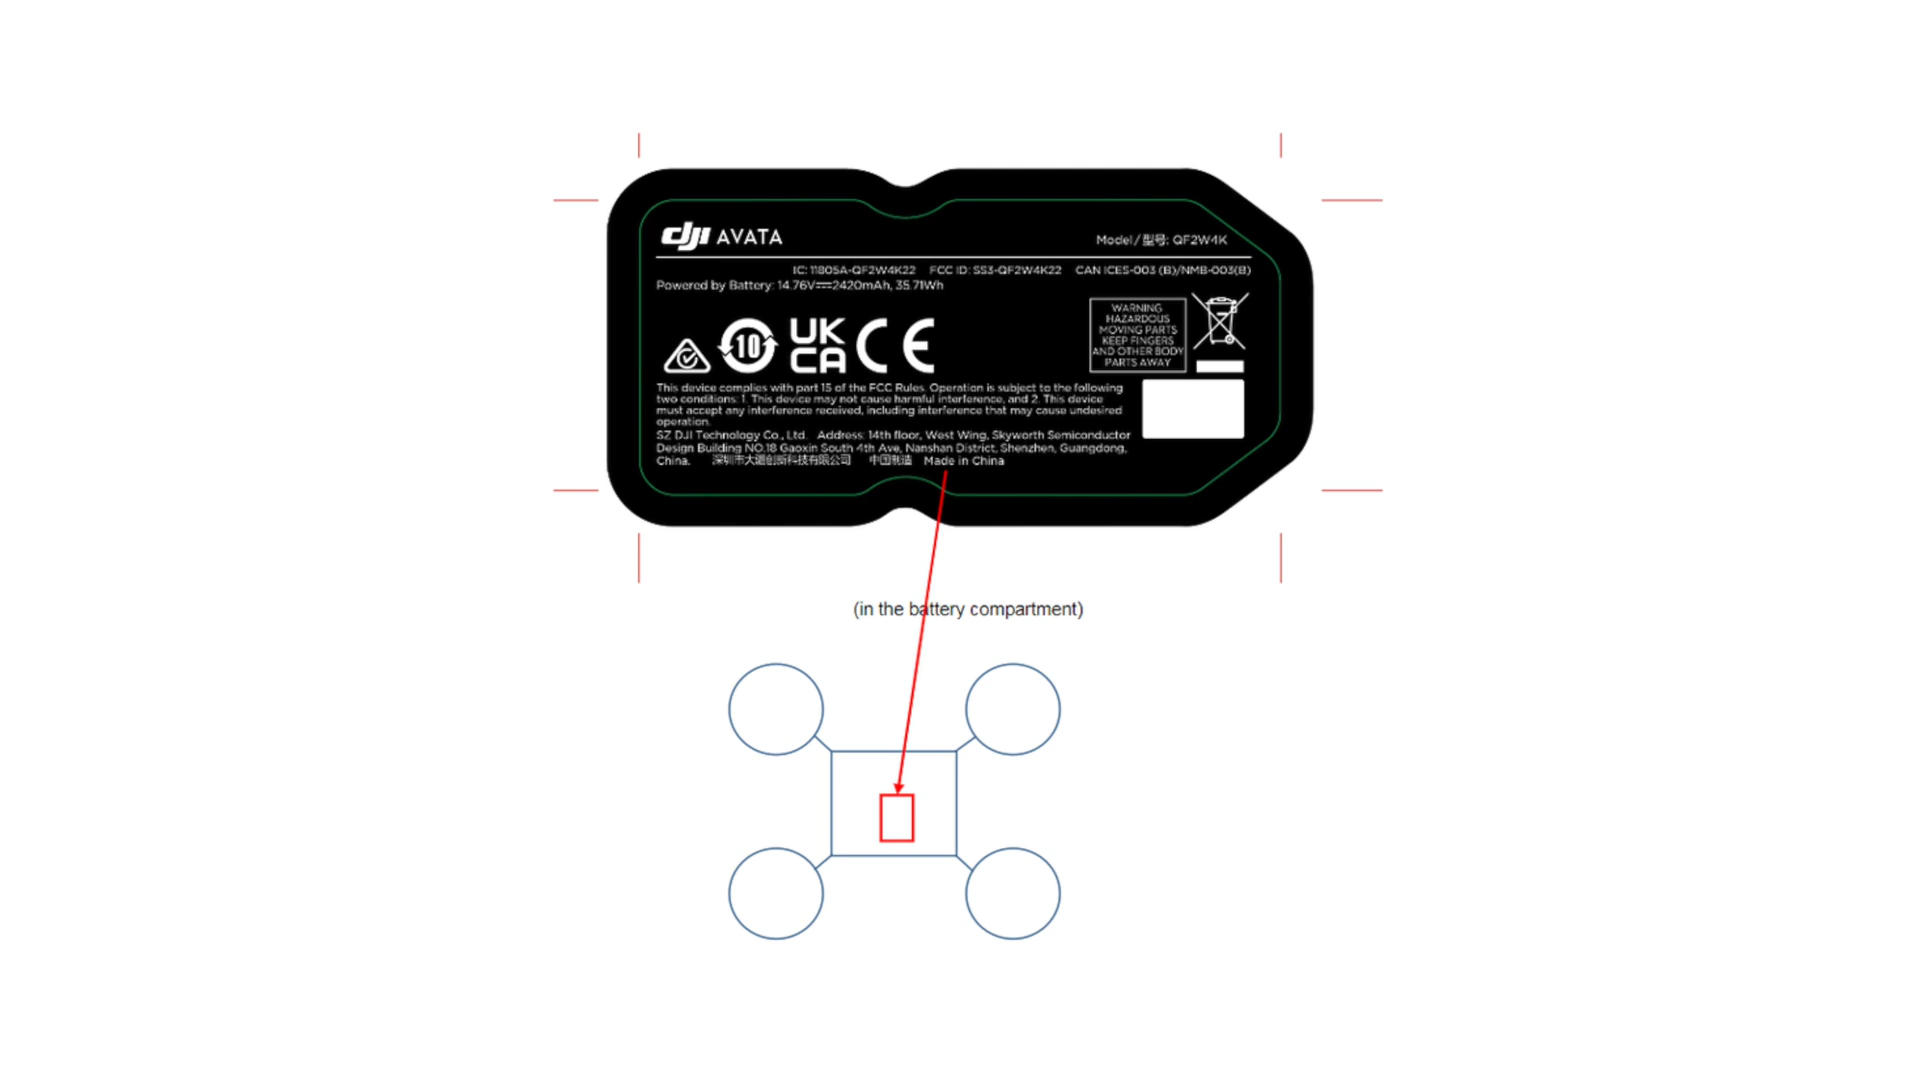 dji AVATA
Model/型号: QF2W4K
IC: 11805A-QF2W4K22 FCC ID: SS3-QF2W4K22 CAN ICES-003 (B)/NMB-003(B)
Powered by Battery: 14.76V⎓2420mAh, 35.71Wh
WARNING
HAZARDOUS
MOVING PARTS
KEEP FINGERS
AND OTHER BODY
PARTS AWAY
10
UK
CA
CE
This device complies with part 15 of the FCC Rules. Operation is subject to the following
two conditions: 1. This device may not cause harmful interference, and 2. This device
must accept any interference received, including interference that may cause undesired
operation.
SZ DJI Technology Co., Ltd. Address: 14th floor, West Wing, Skyworth Semiconductor
Design Building NO.18 Gaoxin South 4th Ave, Nanshan District, Shenzhen, Guangdong,
China. 深圳市大疆创新科技有限公司 中国制造 Made in China
(in the battery compartment)